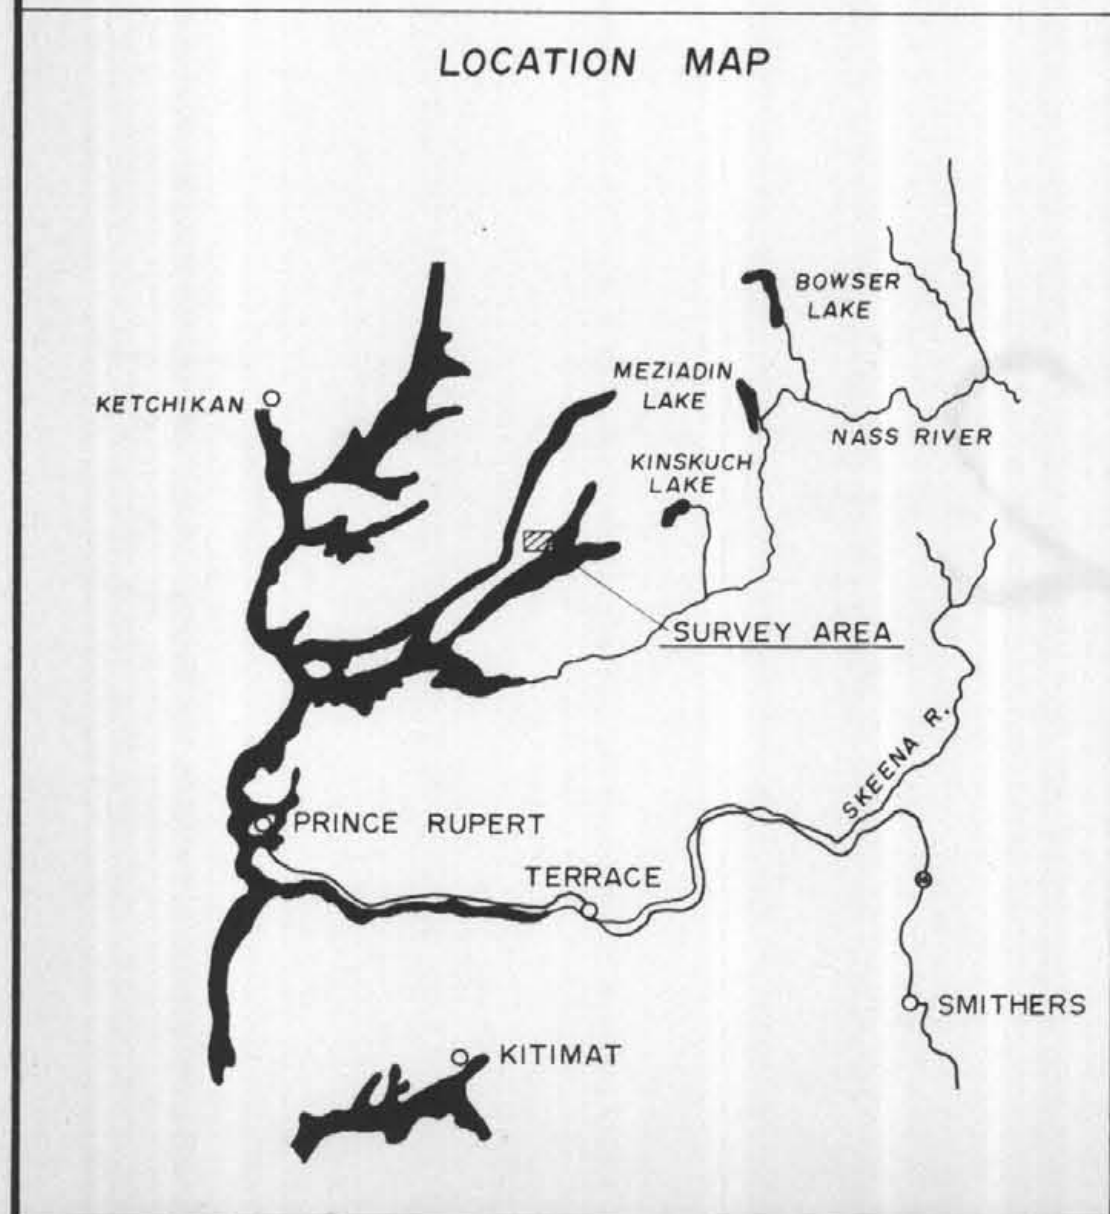 LOCATION MAP
BOWSER
LAKE
MEZIADIN
LAKE
KETCHIKAN
NASS RIVER
KINSKUCH
LAKE
SURVEY AREA
SKEENA R.
PRINCE RUPERT
TERRACE
SMITHERS
KITIMAT